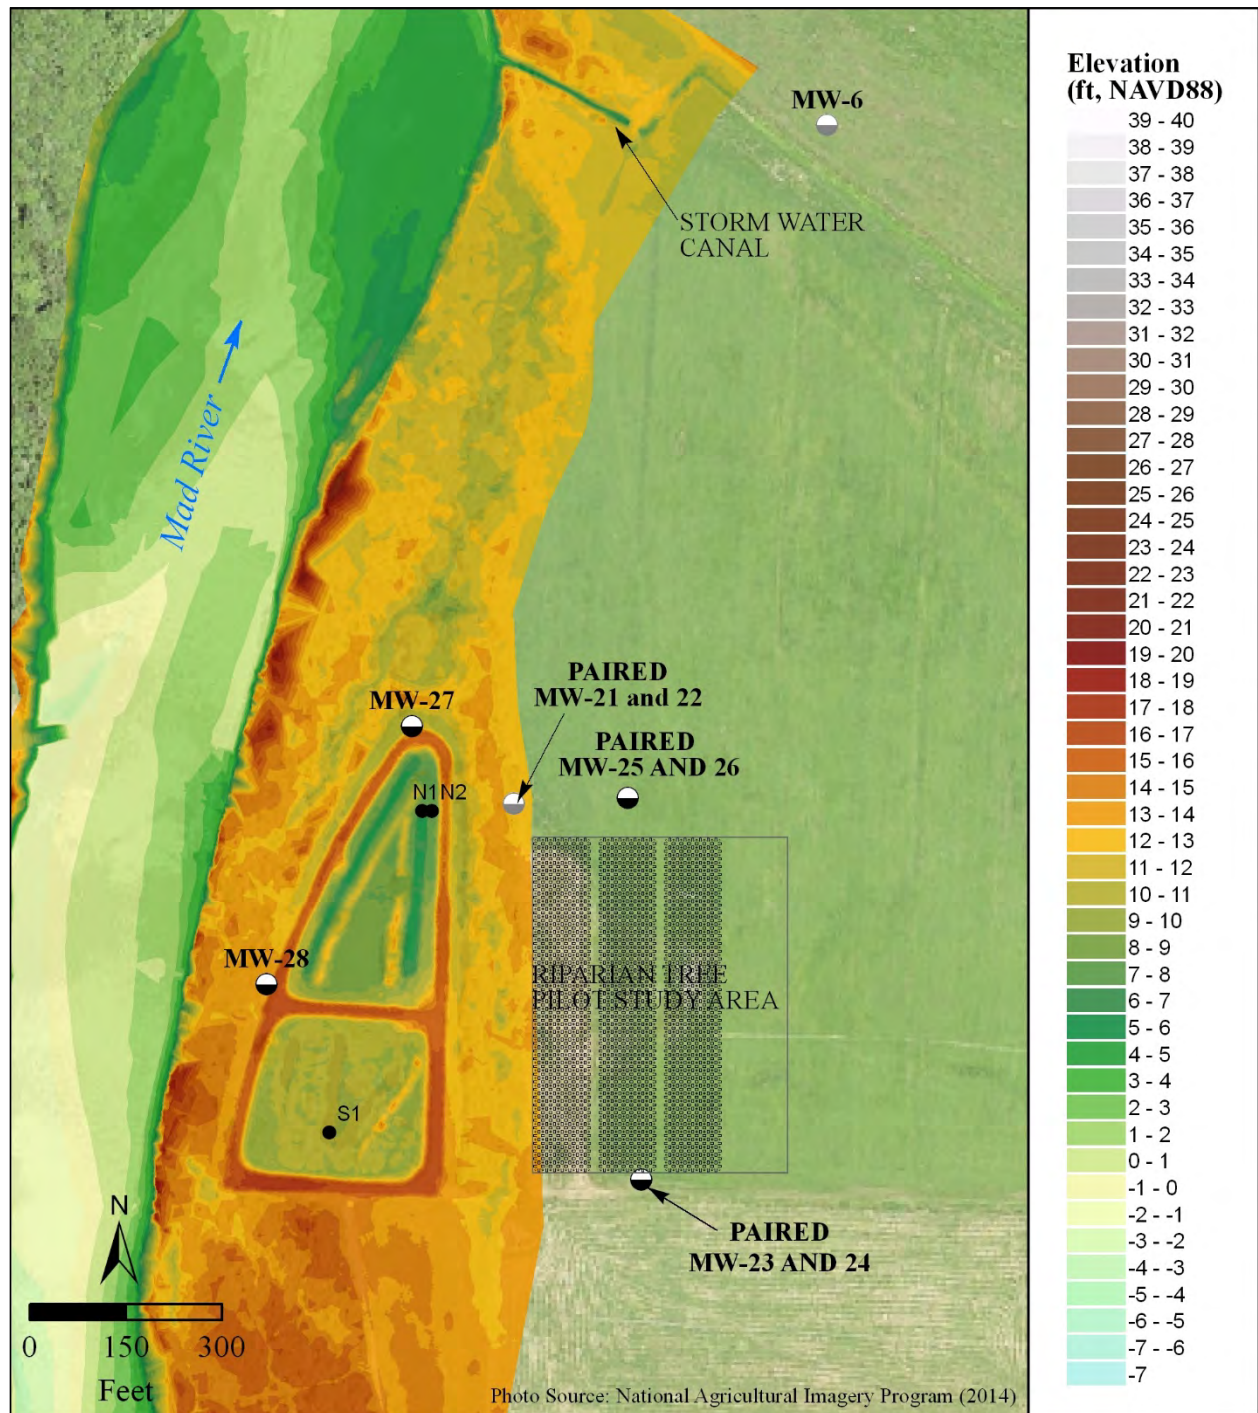 MW-6
STORM WATER
CANAL
Mad River
PAIRED
MW-21 and 22
MW-27
PAIRED
MW-25 AND 26
N1 N2
MW-28
RIPARIAN TREE
PILOT STUDY AREA
S1
PAIRED
MW-23 AND 24
N
0 150 300
Feet
Photo Source: National Agricultural Imagery Program (2014)
Elevation
(ft, NAVD88)
39 - 40
38 - 39
37 - 38
36 - 37
35 - 36
34 - 35
33 - 34
32 - 33
31 - 32
30 - 31
29 - 30
28 - 29
27 - 28
26 - 27
25 - 26
24 - 25
23 - 24
22 - 23
21 - 22
20 - 21
19 - 20
18 - 19
17 - 18
16 - 17
15 - 16
14 - 15
13 - 14
12 - 13
11 - 12
10 - 11
9 - 10
8 - 9
7 - 8
6 - 7
5 - 6
4 - 5
3 - 4
2 - 3
1 - 2
0 - 1
-1 - 0
-2 - -1
-3 - -2
-4 - -3
-5 - -4
-6 - -5
-7 - -6
-7